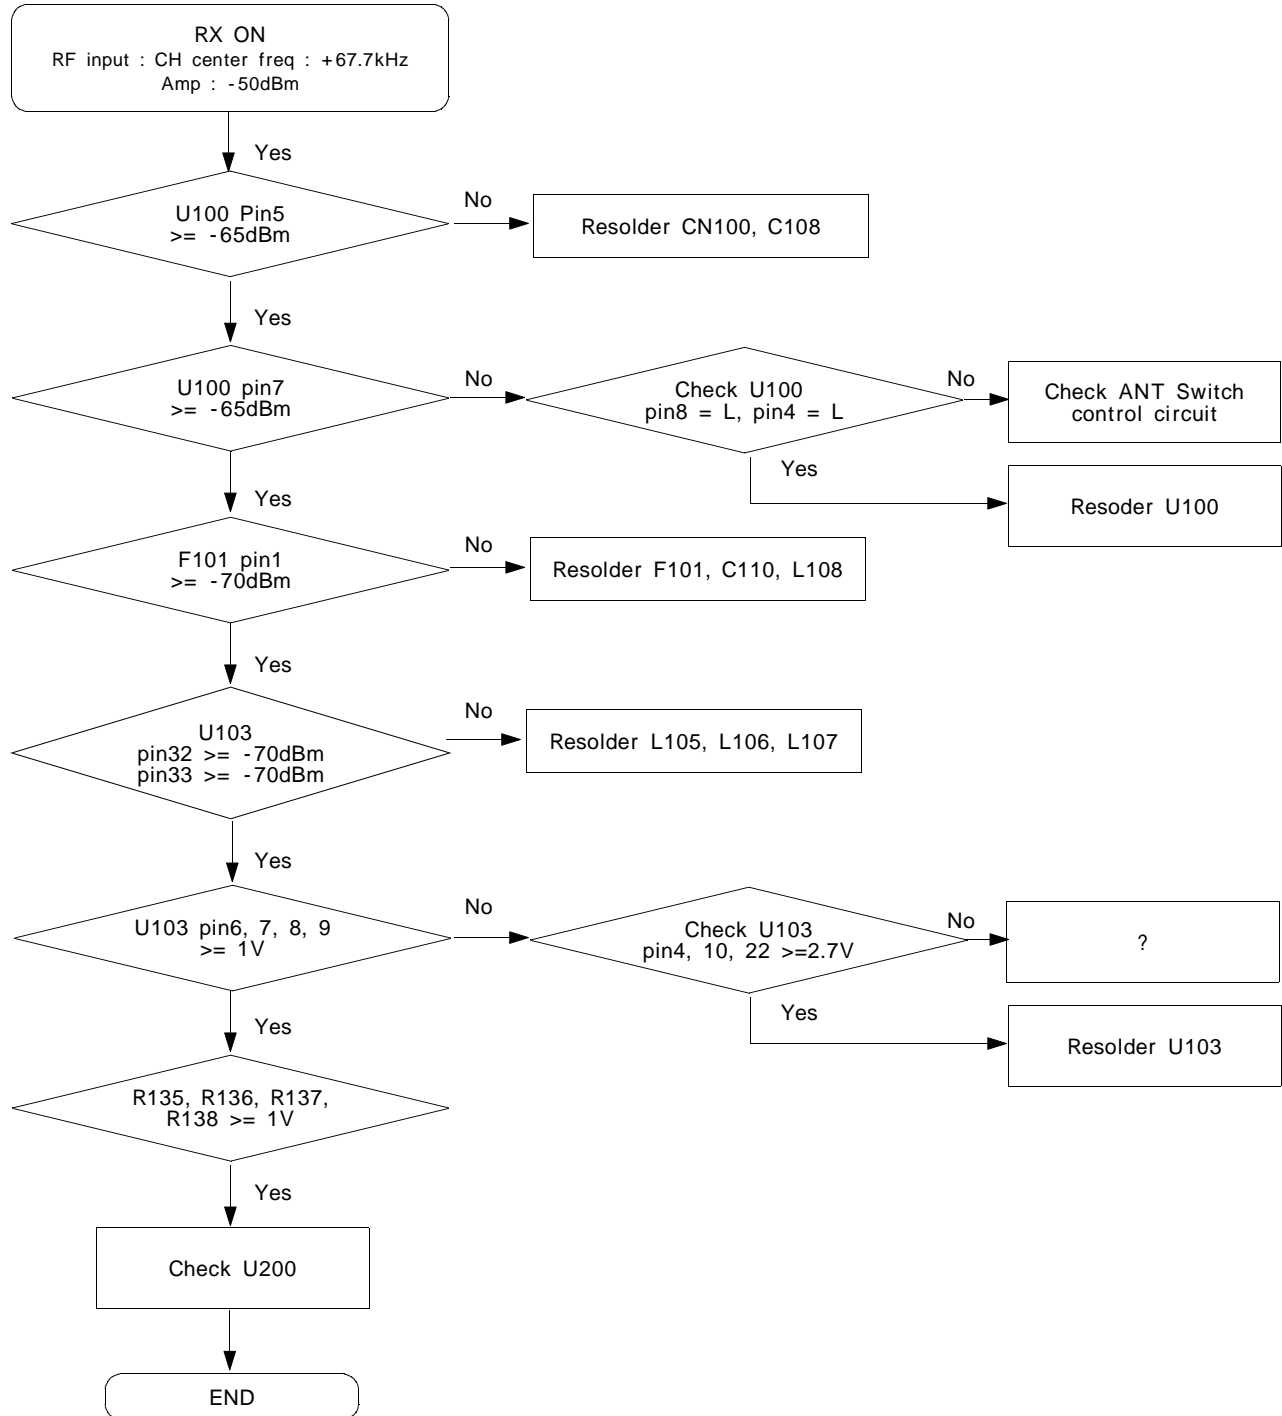 RX ON
RF input : CH center freq : +67.7kHz
Amp : -50dBm
Yes
U100 Pin5
>= -65dBm
No
Resolder CN100, C108
Yes
U100 pin7
>= -65dBm
No
Check U100
pin8 = L, pin4 = L
No
Check ANT Switch
control circuit
Yes
Resoder U100
Yes
F101 pin1
>= -70dBm
No
Resolder F101, C110, L108
Yes
U103
pin32 >= -70dBm
pin33 >= -70dBm
No
Resolder L105, L106, L107
Yes
U103 pin6, 7, 8, 9
>= 1V
No
Check U103
pin4, 10, 22 >=2.7V
No
?
Yes
Resolder U103
Yes
R135, R136, R137,
R138 >= 1V
Yes
Check U200
END